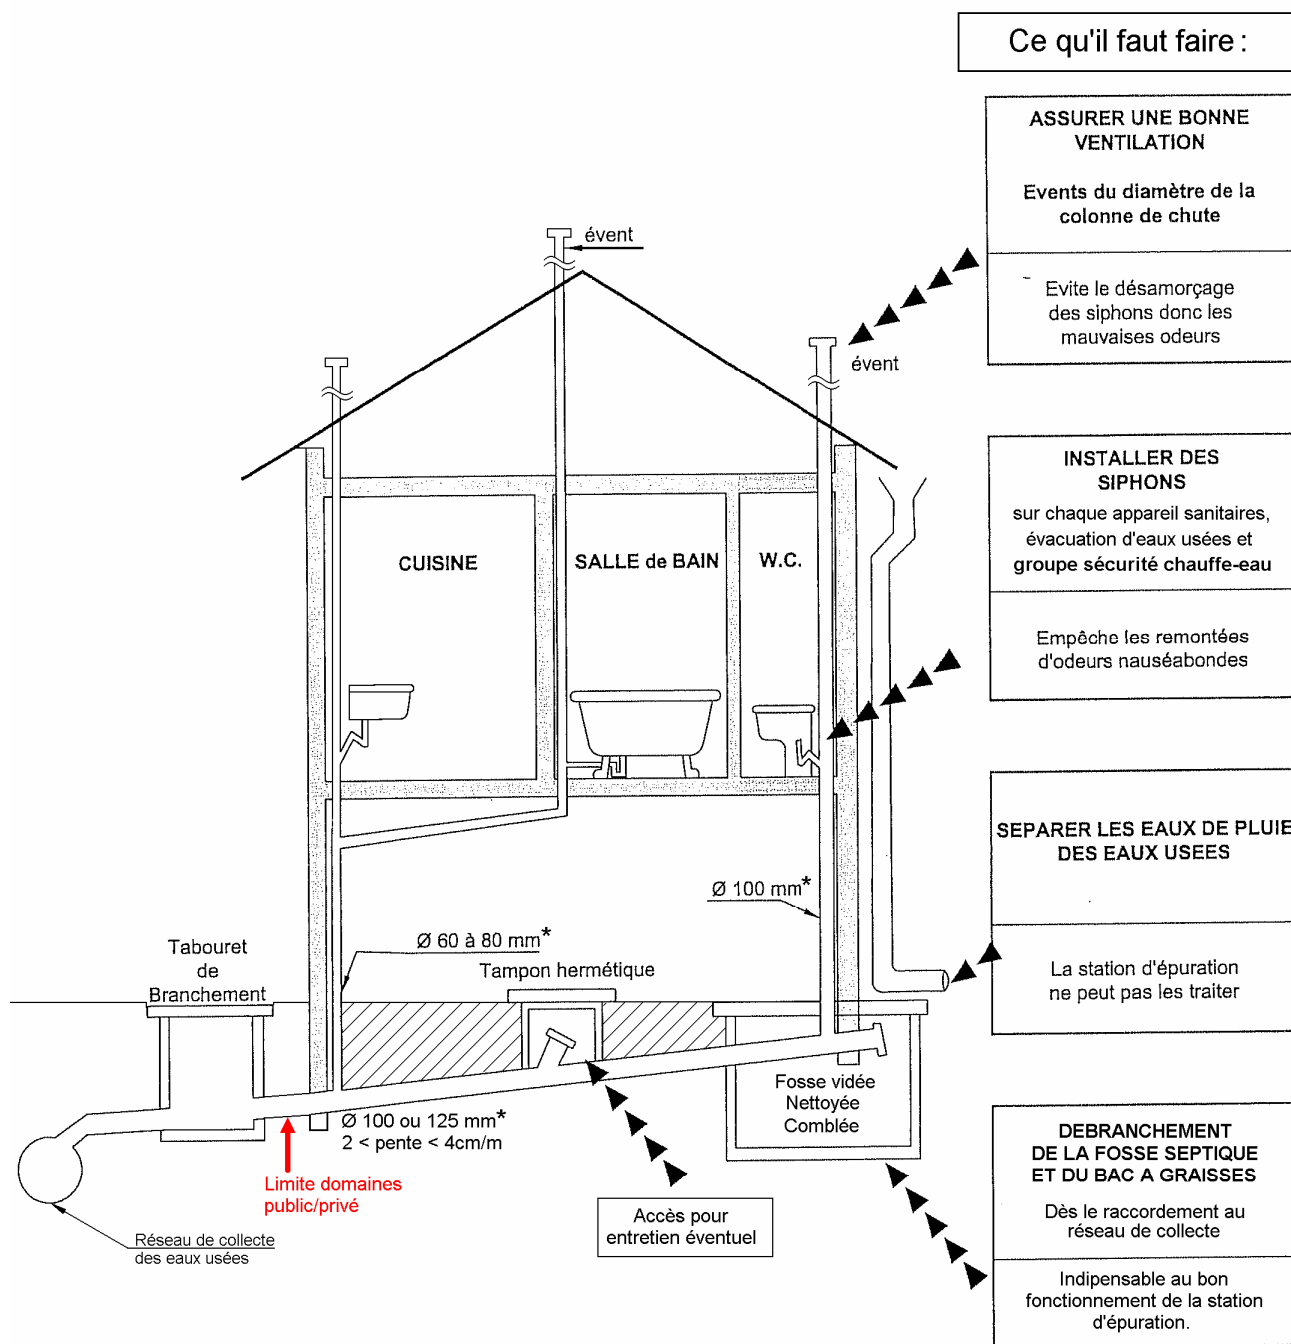 Ce qu'il faut faire :
ASSURER UNE BONNE
VENTILATION
Events du diamètre de la
colonne de chute
Evite le désamorçage
des siphons donc les
mauvaises odeurs
évent
évent
INSTALLER DES
SIPHONS
sur chaque appareil sanitaires,
évacuation d'eaux usées et
groupe sécurité chauffe-eau
Empêche les remontées
d'odeurs nauséabondes
CUISINE
SALLE de BAIN
W.C.
SEPARER LES EAUX DE PLUIE
DES EAUX USEES
La station d'épuration
ne peut pas les traiter
Ø 100 mm*
Ø 60 à 80 mm*
Tabouret
de
Branchement
Tampon hermétique
Fosse vidée
Nettoyée
Comblée
Ø 100 ou 125 mm*
2 < pente < 4cm/m
Limite domaines
public/privé
Réseau de collecte
des eaux usées
Accès pour
entretien éventuel
DEBRANCHEMENT
DE LA FOSSE SEPTIQUE
ET DU BAC A GRAISSES
Dès le raccordement au
réseau de collecte
Indipensable au bon
fonctionnement de la station
d'épuration.